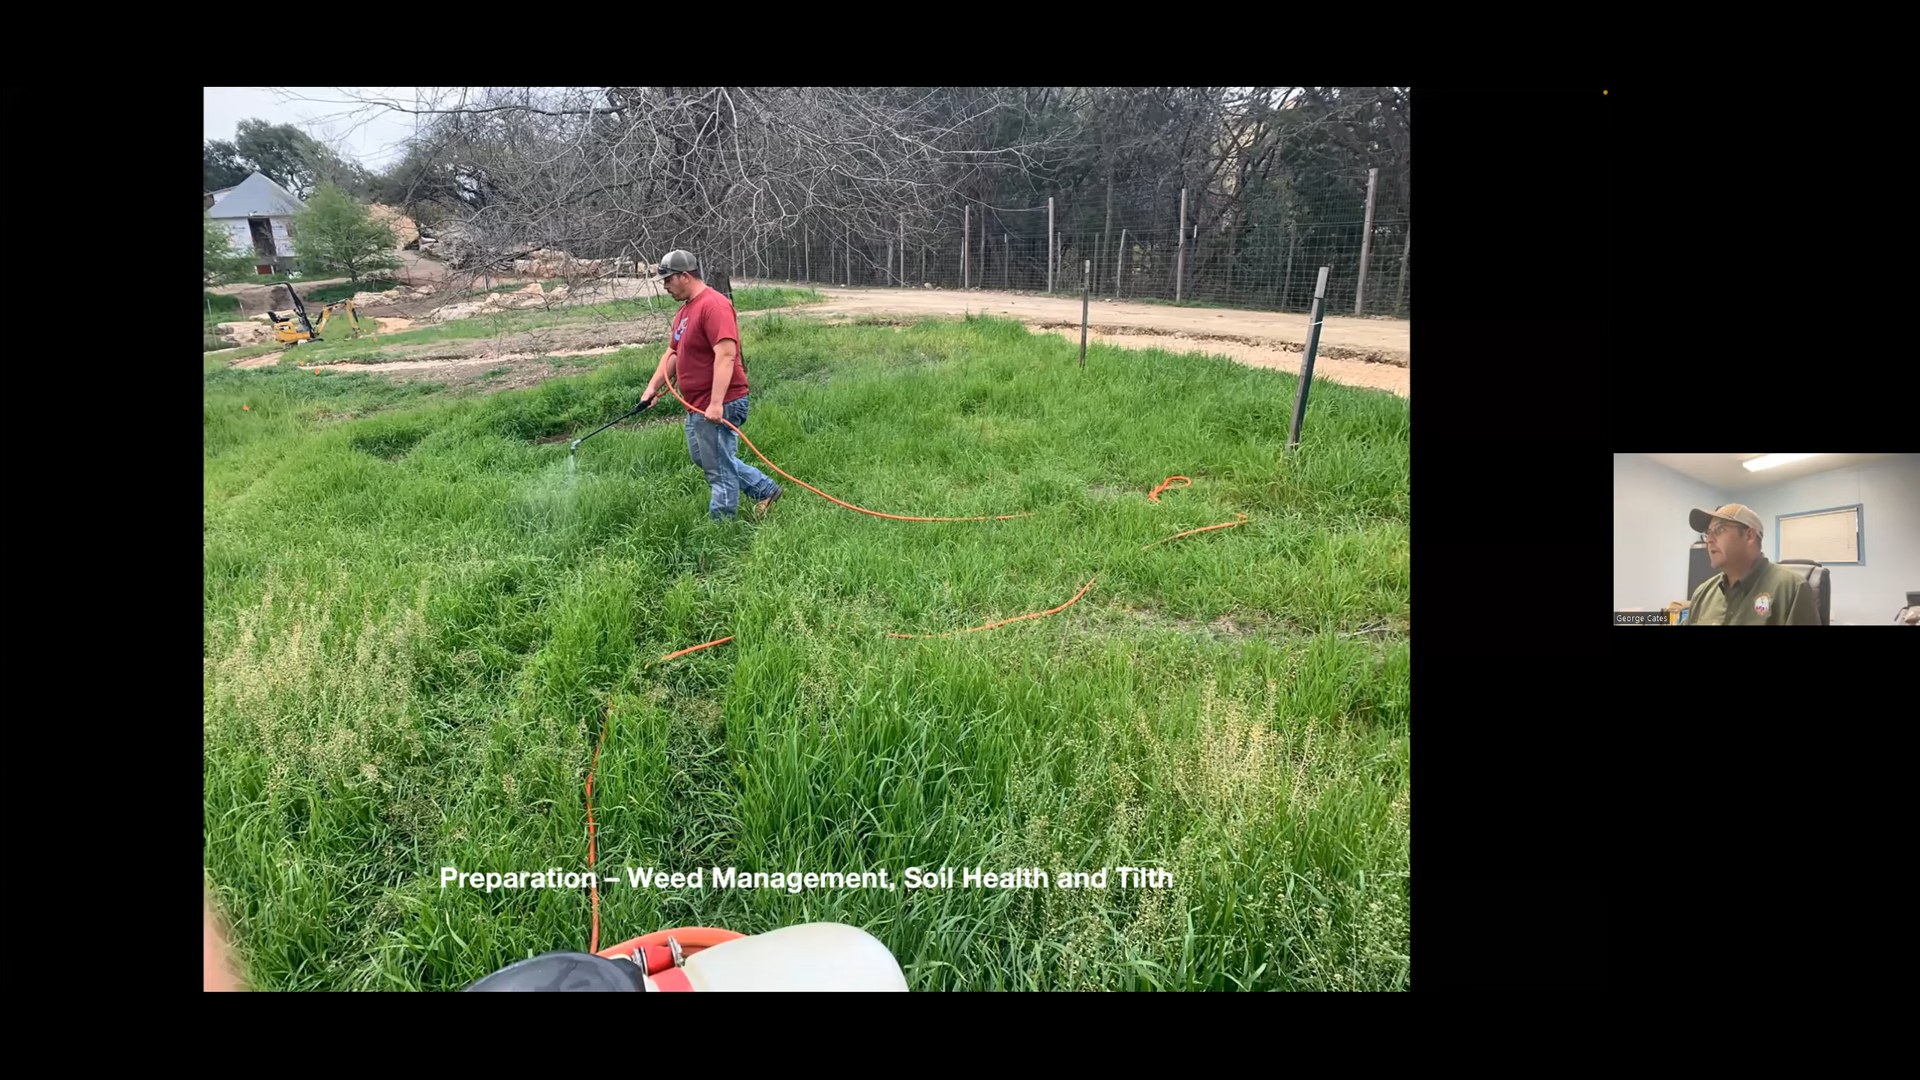 George Cates
Preparation – Weed Management, Soil Health and Tilth